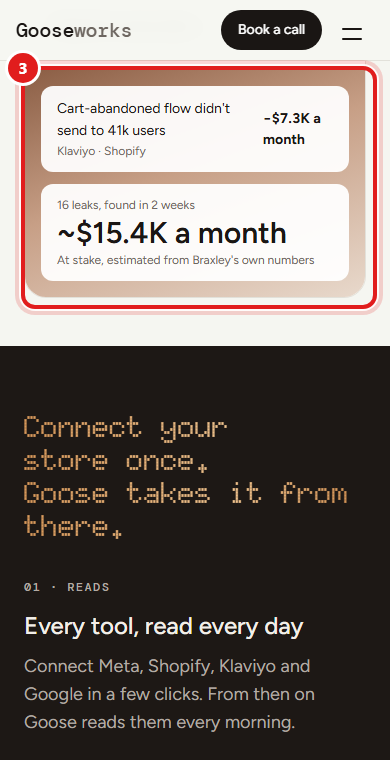 Gooseworks
Book a call
3
Cart-abandoned flow didn't
send to 41k users
Klaviyo · Shopify
~$7.3K a
month
16 leaks, found in 2 weeks
~$15.4K a month
At stake, estimated from Braxley's own numbers
Connect your
store once.
Goose takes it from
there.
01 · READS
Every tool, read every day
Connect Meta, Shopify, Klaviyo and
Google in a few clicks. From then on
Goose reads them every morning.